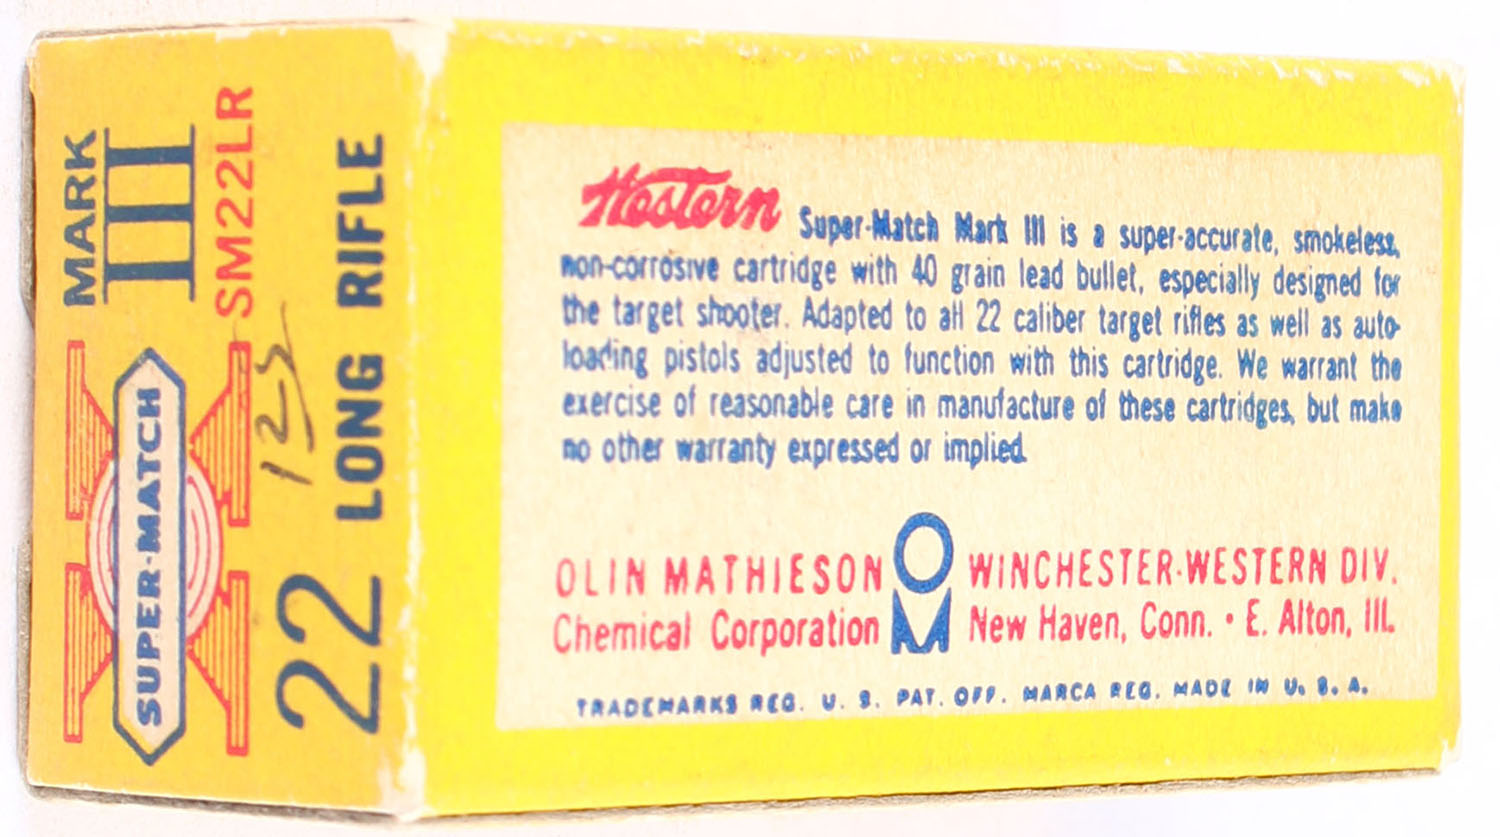 MARK
III
SM22LR
SUPER-MATCH
125
22 LONG RIFLE
Western Super-Match Mark III is a super-accurate, smokeless,
non-corrosive cartridge with 40 grain lead bullet, especially designed for
the target shooter. Adapted to all 22 caliber target rifles as well as auto-
loading pistols adjusted to function with this cartridge. We warrant the
exercise of reasonable care in manufacture of these cartridges, but make
no other warranty expressed or implied.
OLIN MATHIESON OM WINCHESTER-WESTERN DIV.
Chemical Corporation New Haven, Conn. • E. Alton, Ill.
TRADEMARKS REG. U. S. PAT. OFF. MARCA REG. MADE IN U. S. A.